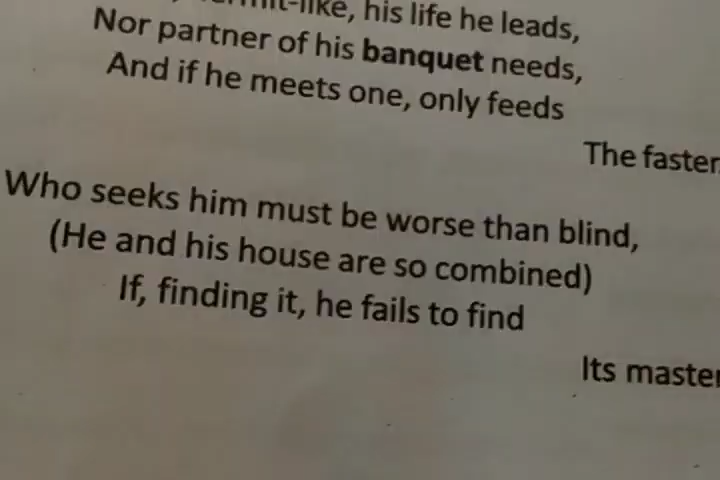 his life he leads,
Nor partner of his banquet needs,
And if he meets one, only feeds
The faster.
Who seeks him must be worse than blind,
(He and his house are so combined)
If, finding it, he fails to find
Its master